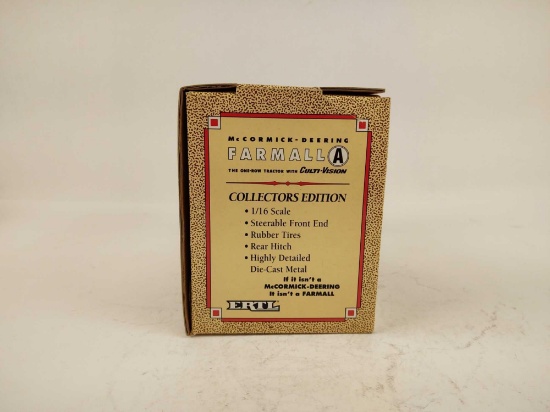 McCORMICK-DEERING
FARMALL A
THE ONE-ROW TRACTOR WITH CULTI-VISION
COLLECTORS EDITION
• 1/16 Scale
• Steerable Front End
• Rubber Tires
• Rear Hitch
• Highly Detailed
Die-Cast Metal
If it isn't a
McCORMICK-DEERING
it isn't a FARMALL
ERTL